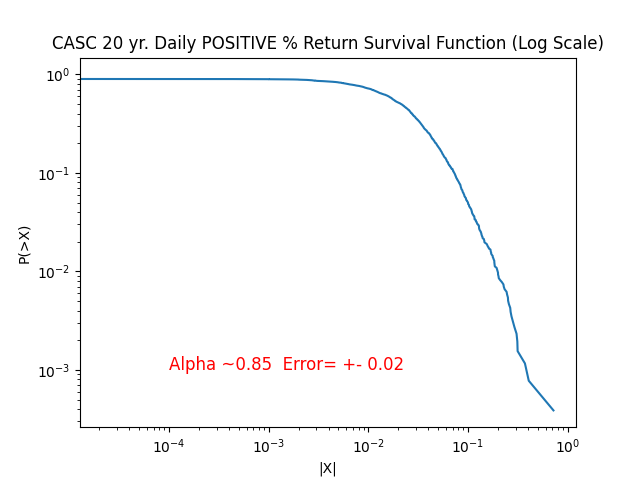 CASC 20 yr. Daily POSITIVE % Return Survival Function (Log Scale)
10⁰
10⁻¹
10⁻²
10⁻³
P(>X)
Alpha ~0.85  Error= +- 0.02
10⁻⁴ 10⁻³ 10⁻² 10⁻¹ 10⁰
|X|